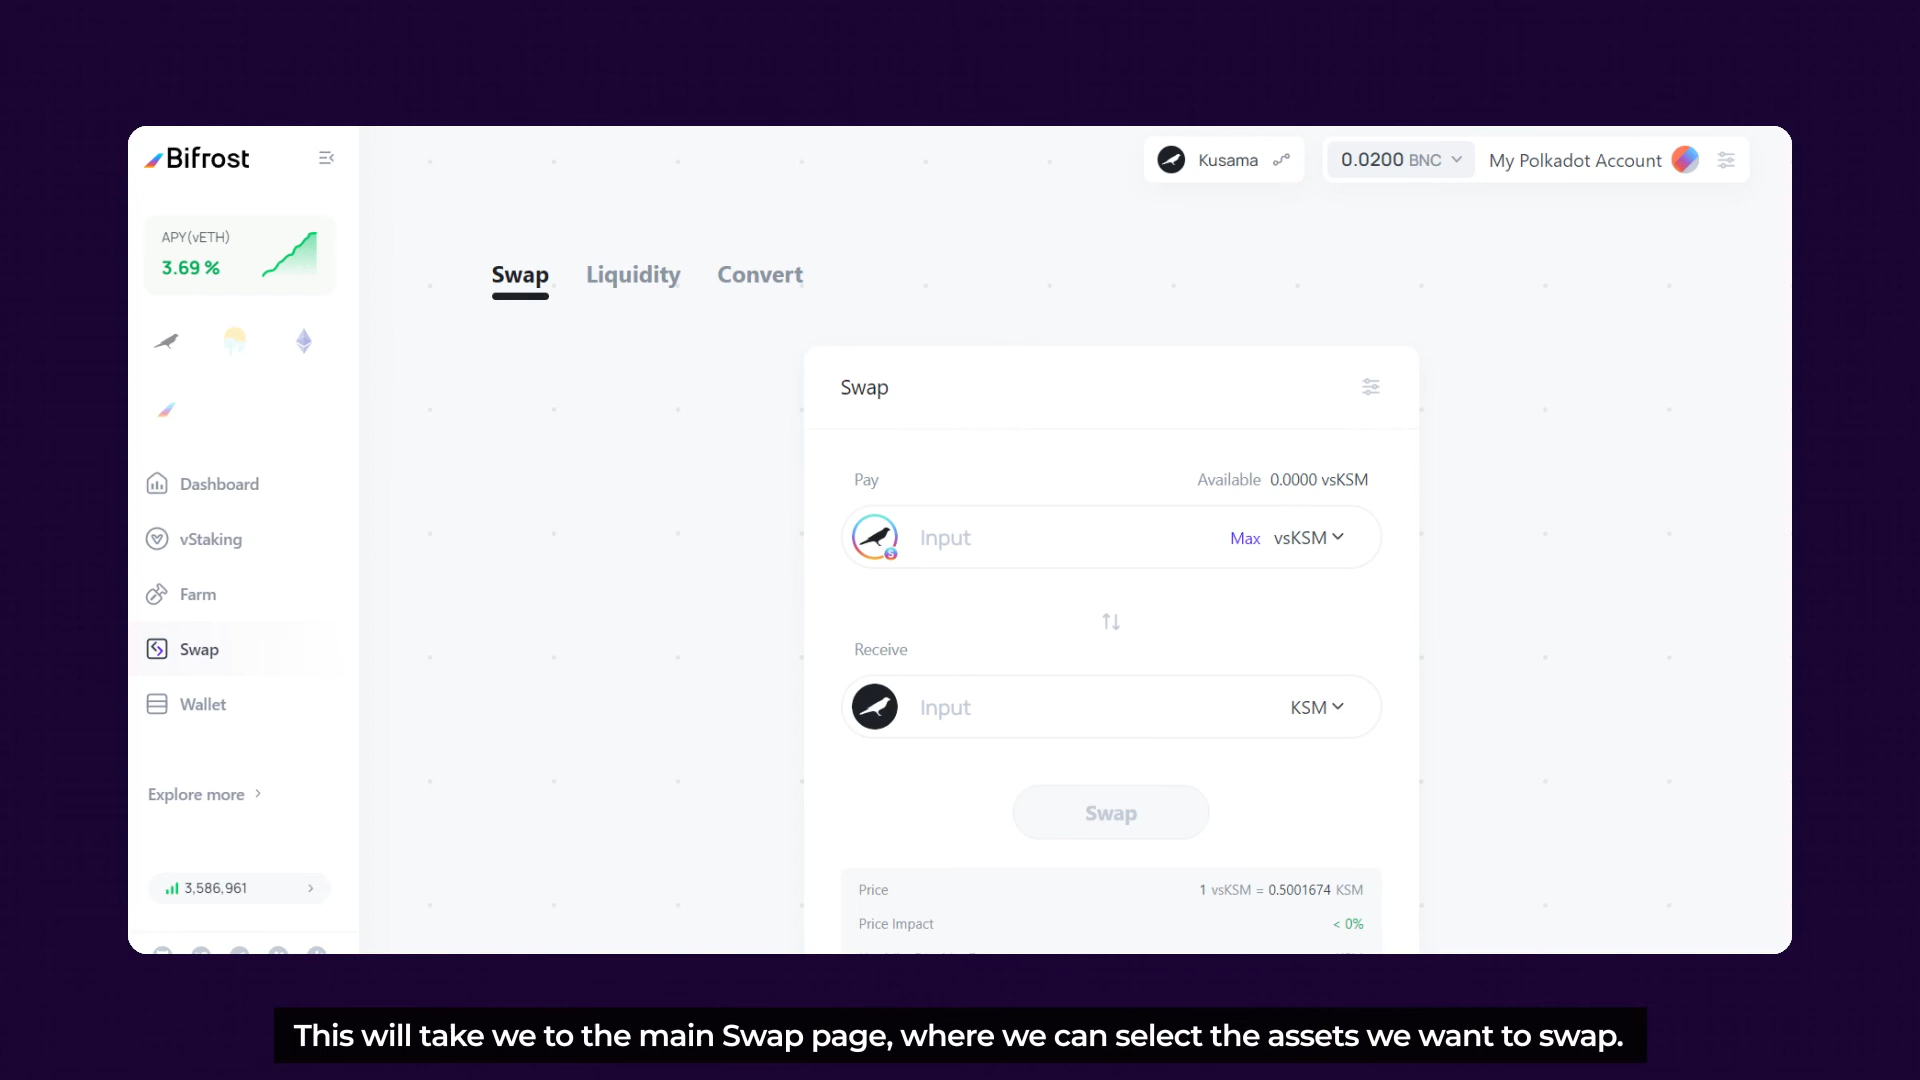 Bifrost
Kusama
0.0200 BNC
My Polkadot Account
APY(vETH)
3.69 %
Swap
Liquidity
Convert
Swap
Pay
Available 0.0000 vsKSM
S
Input
Max
vsKSM
Dashboard
vStaking
Farm
Swap
Wallet
Receive
Input
KSM
Swap
Explore more
3,586,961
Price
1 vsKSM = 0.5001674 KSM
Price Impact
< 0%
This will take we to the main Swap page, where we can select the assets we want to swap.